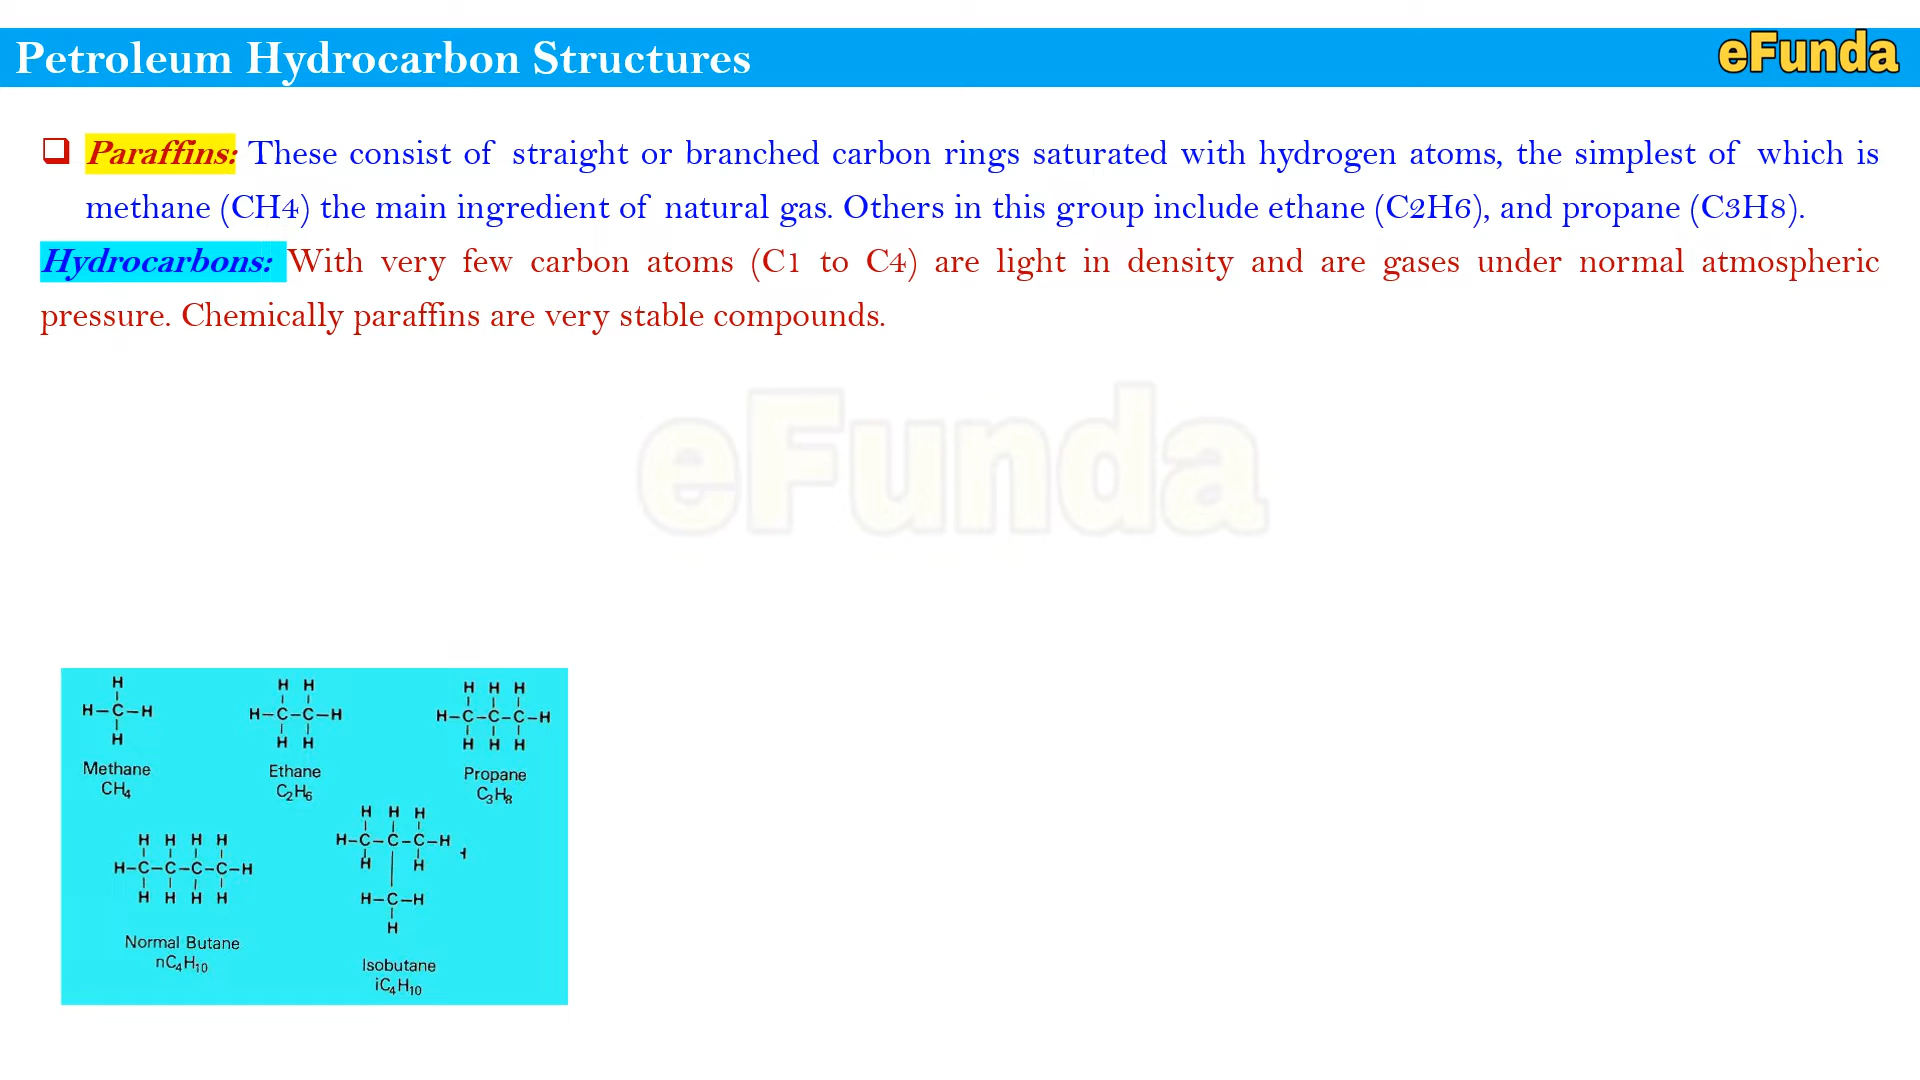 Petroleum Hydrocarbon Structures
eFunda
Paraffins: These consist of straight or branched carbon rings saturated with hydrogen atoms, the simplest of which is
methane (CH4) the main ingredient of natural gas. Others in this group include ethane (C2H6), and propane (C3H8).
Hydrocarbons: With very few carbon atoms (C1 to C4) are light in density and are gases under normal atmospheric
pressure. Chemically paraffins are very stable compounds.
eFunda
H
H-C-H
H
Methane
CH₄
H H
H-C-C-H
H H
Ethane
C₂H₆
H H H
H-C-C-C-H
H H H
Propane
C₃H₈
H H H H
H-C-C-C-C-H
H H H H
Normal Butane
nC₄H₁₀
H H H
H-C-C-C-H
H H
H-C-H
H
Isobutane
iC₄H₁₀